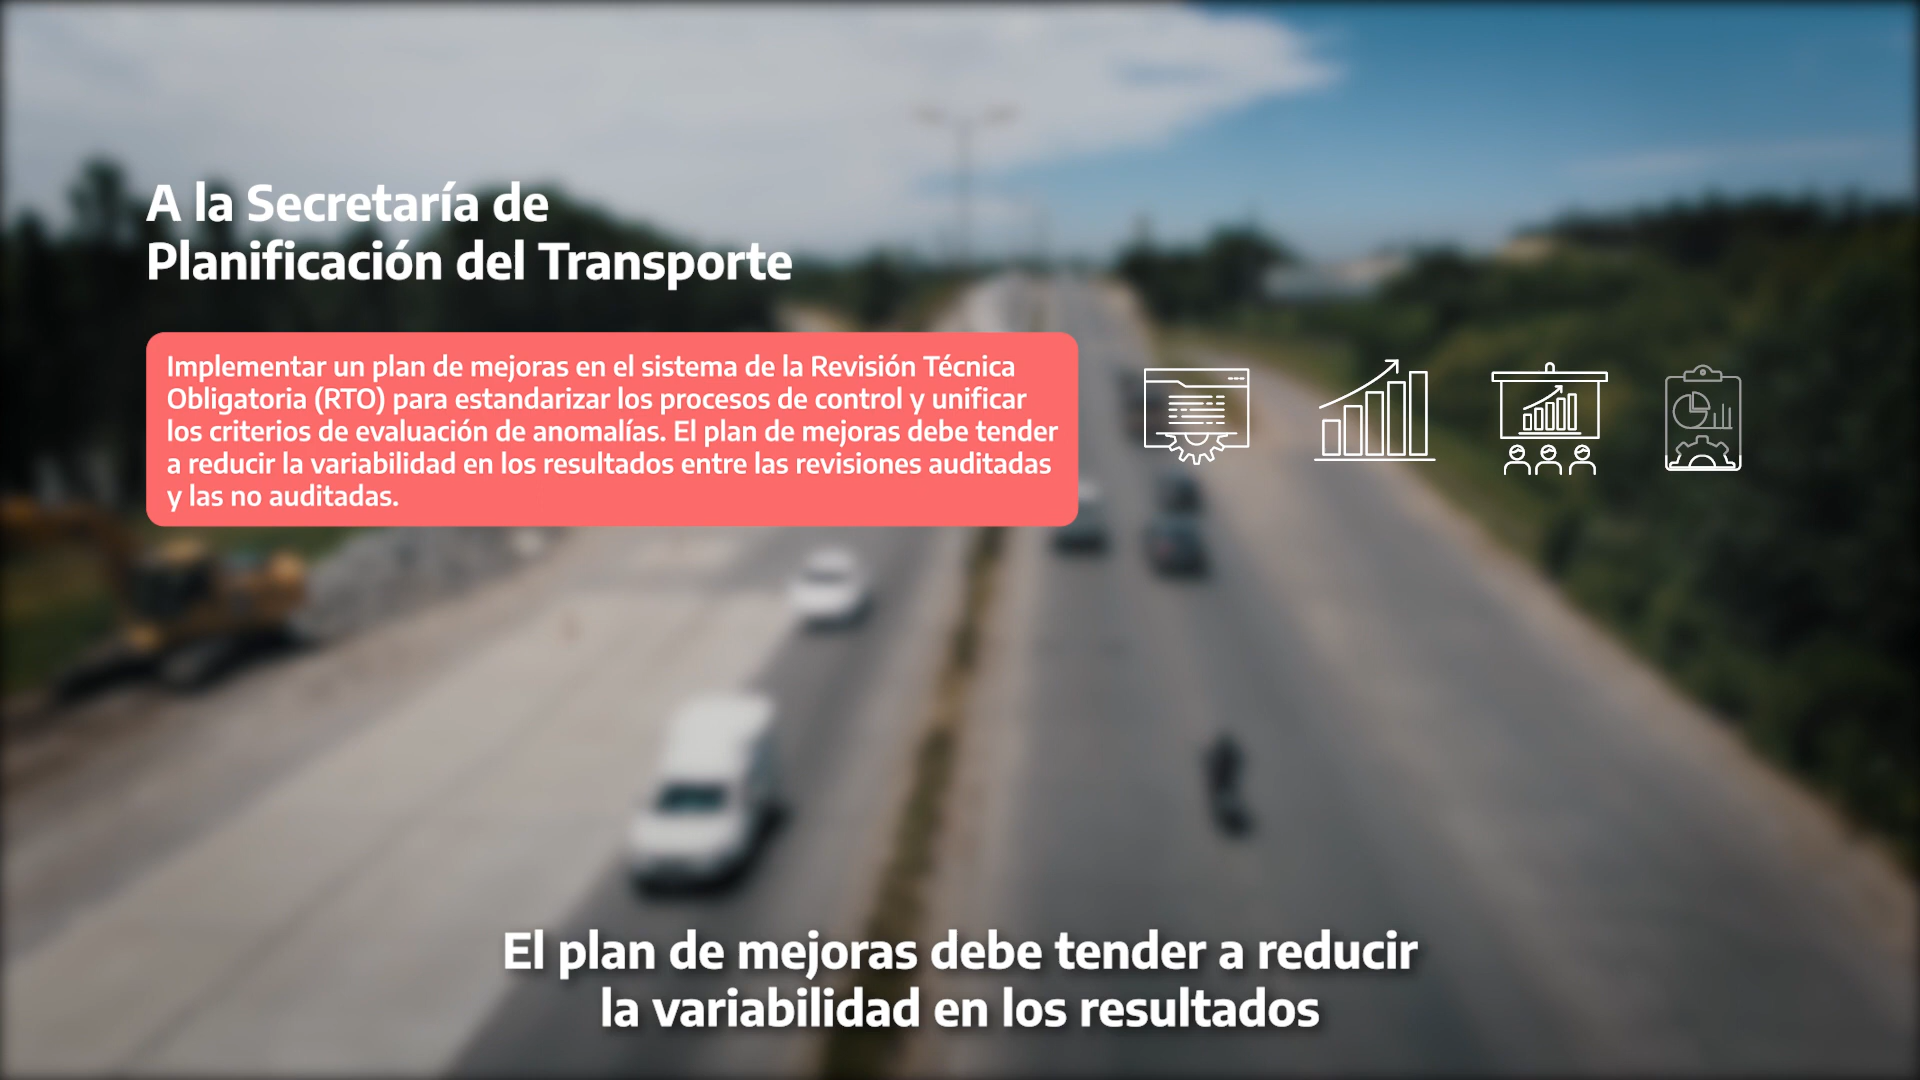 A la Secretaría de
Planificación del Transporte
Implementar un plan de mejoras en el sistema de la Revisión Técnica
Obligatoria (RTO) para estandarizar los procesos de control y unificar
los criterios de evaluación de anomalías. El plan de mejoras debe tender
a reducir la variabilidad en los resultados entre las revisiones auditadas
y las no auditadas.
El plan de mejoras debe tender a reducir
la variabilidad en los resultados